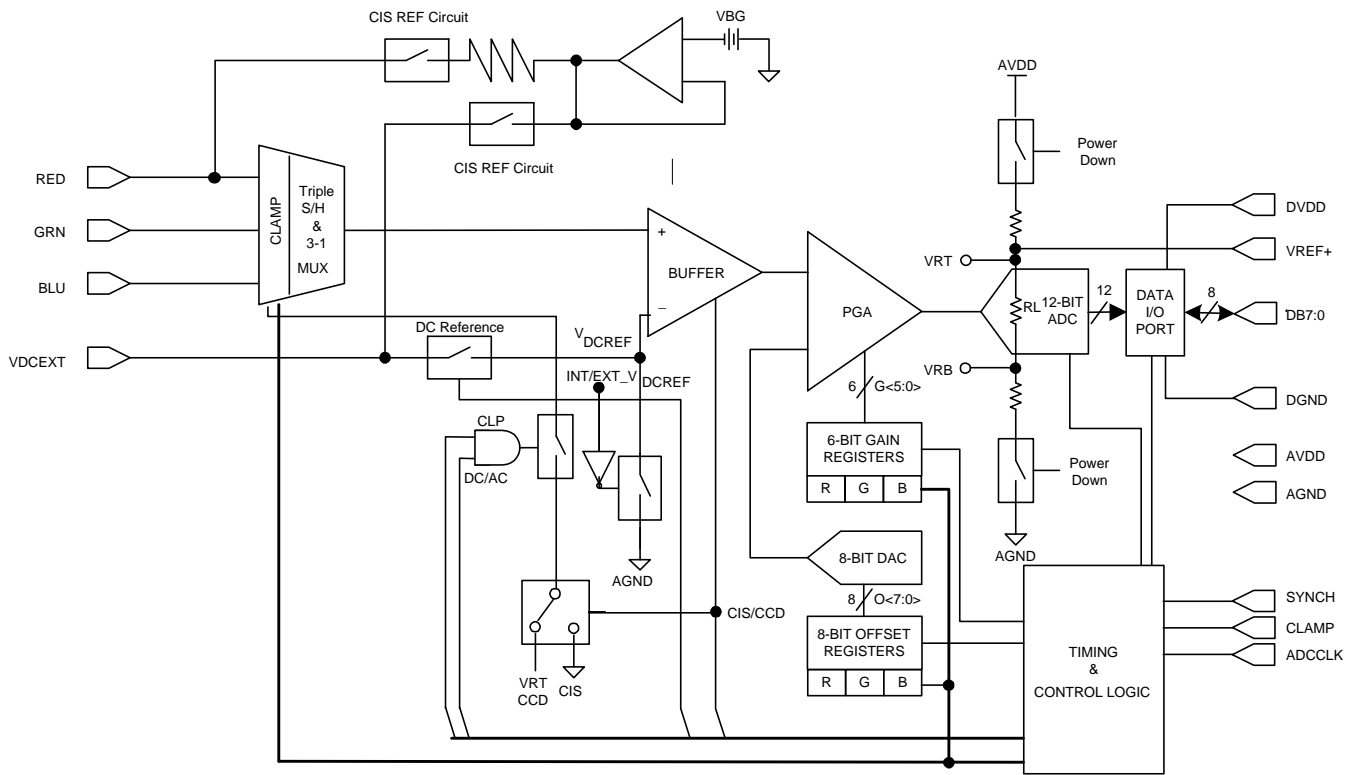 CIS REF Circuit
VBG
CIS REF Circuit
AVDD
Power
Down
RED
GRN
BLU
VDCEXT
CLAMP
Triple
S/H
&
3-1
MUX
+
BUFFER
–
DC Reference
VDCREF
INT/EXT_VDCREF
CLP
DC/AC
AGND
VRT
CCD
CIS
CIS/CCD
PGA
6
G<5:0>
6-BIT GAIN
REGISTERS
R G B
8-BIT DAC
8
O<7:0>
8-BIT OFFSET
REGISTERS
R G B
VRT
RL
12-BIT
ADC
VRB
12
DATA
I/O
PORT
8
Power
Down
AGND
TIMING
&
CONTROL LOGIC
DVDD
VREF+
DB7:0
DGND
AVDD
AGND
SYNCH
CLAMP
ADCCLK